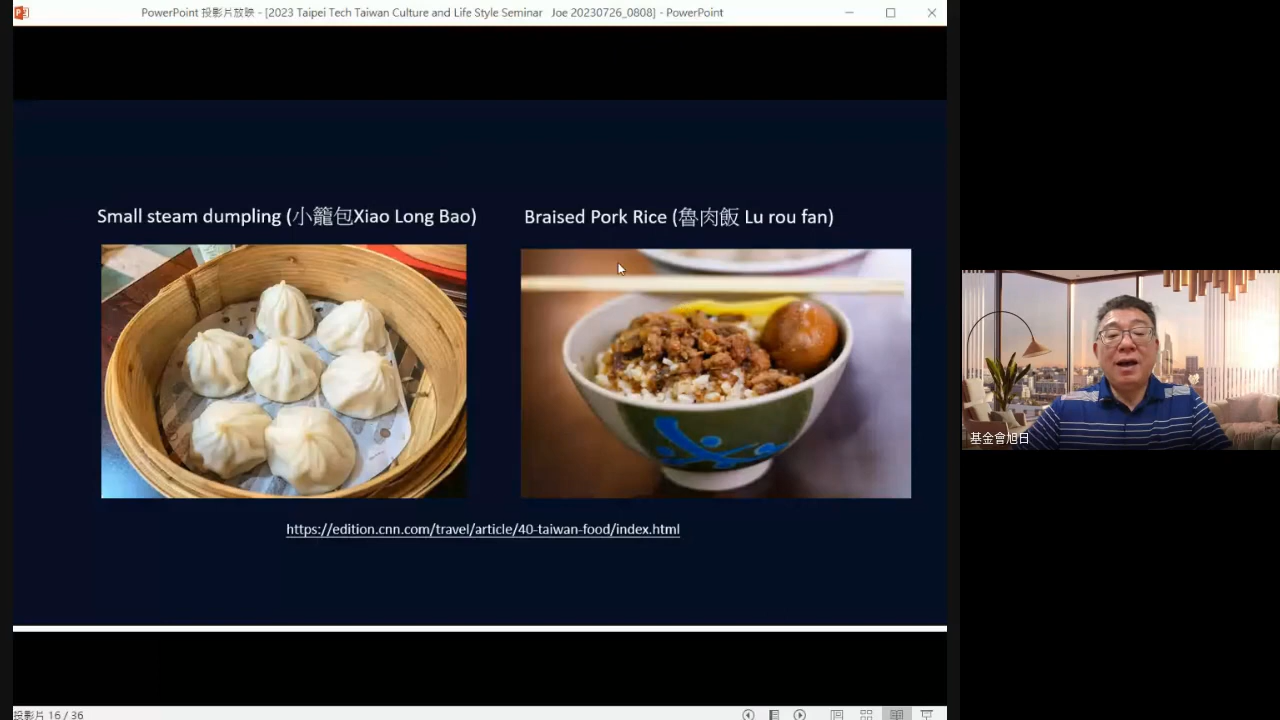 PowerPoint 投影片放映 - [2023 Taipei Tech Taiwan Culture and Life Style Seminar Joe 20230726_0808] - PowerPoint
Small steam dumpling (小籠包Xiao Long Bao)
Braised Pork Rice (魯肉飯 Lu rou fan)
https://edition.cnn.com/travel/article/40-taiwan-food/index.html
基金會旭日
投影片 16 / 36